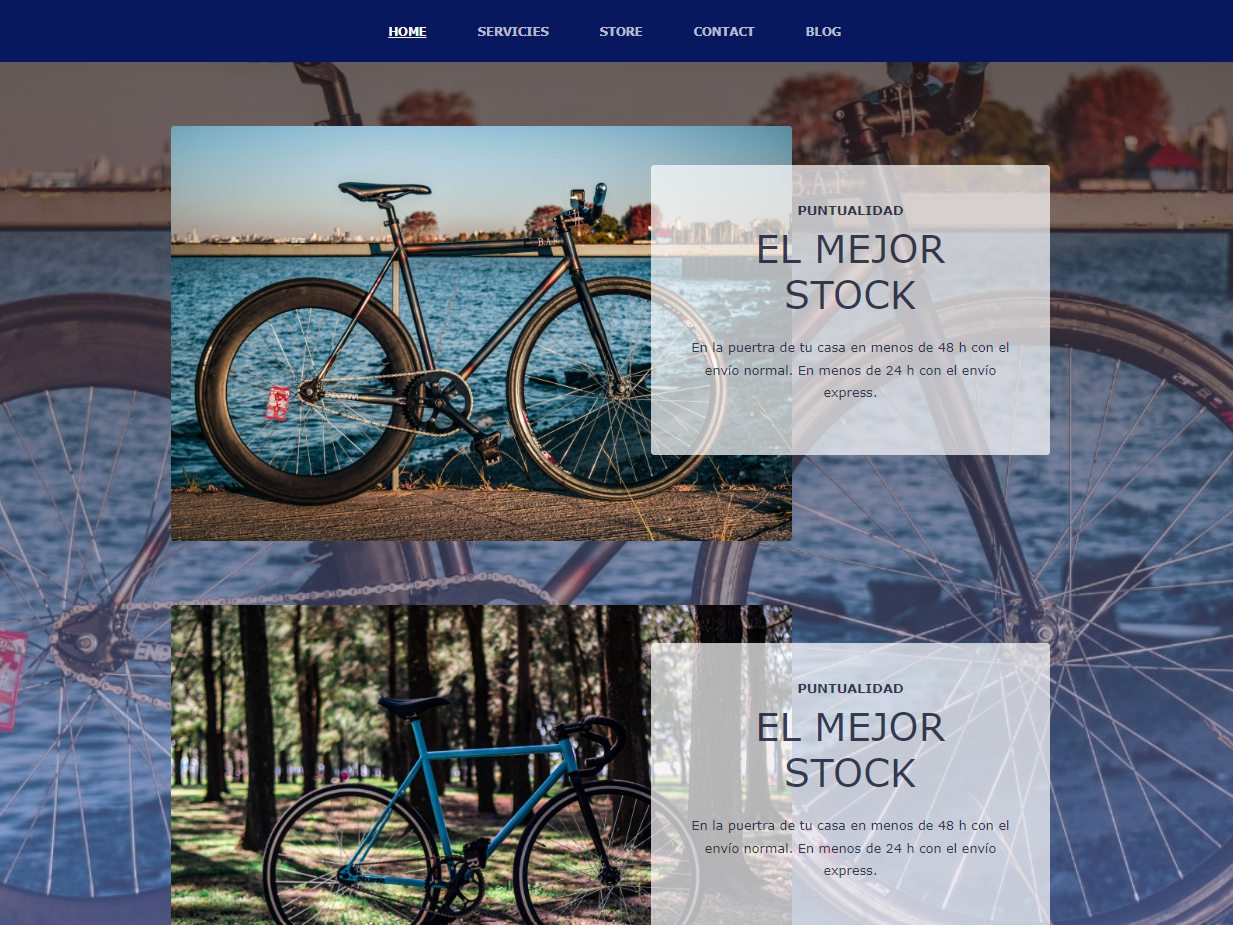 HOME SERVICIES STORE CONTACT BLOG
B.A.F
PUNTUALIDAD
EL MEJOR
STOCK
En la puertra de tu casa en menos de 48 h con el
envío normal. En menos de 24 h con el envío
express.
B.A.F
PUNTUALIDAD
EL MEJOR
STOCK
En la puertra de tu casa en menos de 48 h con el
envío normal. En menos de 24 h con el envío
express.